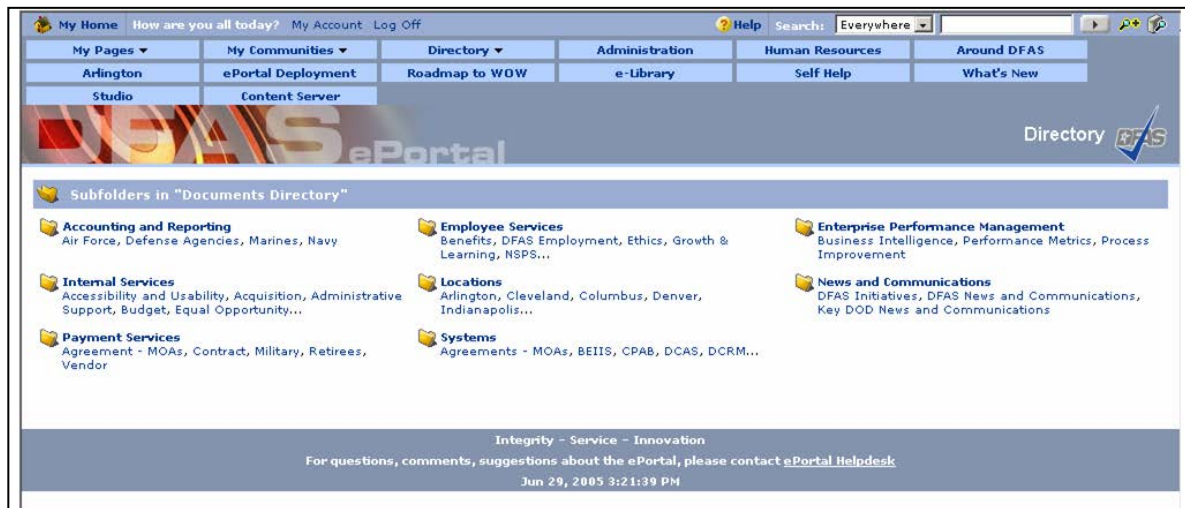 My Home How are you all today? My Account Log Off Help Search: Everywhere
My Pages My Communities Directory Administration Human Resources Around DFAS
Arlington ePortal Deployment Roadmap to WOW e-Library Self Help What's New
Studio Content Server
DFAS ePortal
Directory DFAS
Subfolders in "Documents Directory"
Accounting and Reporting
Air Force, Defense Agencies, Marines, Navy
Employee Services
Benefits, DFAS Employment, Ethics, Growth &
Learning, NSPS...
Enterprise Performance Management
Business Intelligence, Performance Metrics, Process
Improvement
Internal Services
Accessibility and Usability, Acquisition, Administrative
Support, Budget, Equal Opportunity...
Locations
Arlington, Cleveland, Columbus, Denver,
Indianapolis...
News and Communications
DFAS Initiatives, DFAS News and Communications,
Key DOD News and Communications
Payment Services
Agreement - MOAs, Contract, Military, Retirees,
Vendor
Systems
Agreements - MOAs, BEIIS, CPAB, DCAS, DCRM...
Integrity - Service - Innovation
For questions, comments, suggestions about the ePortal, please contact ePortal Helpdesk
Jun 29, 2005 3:21:39 PM